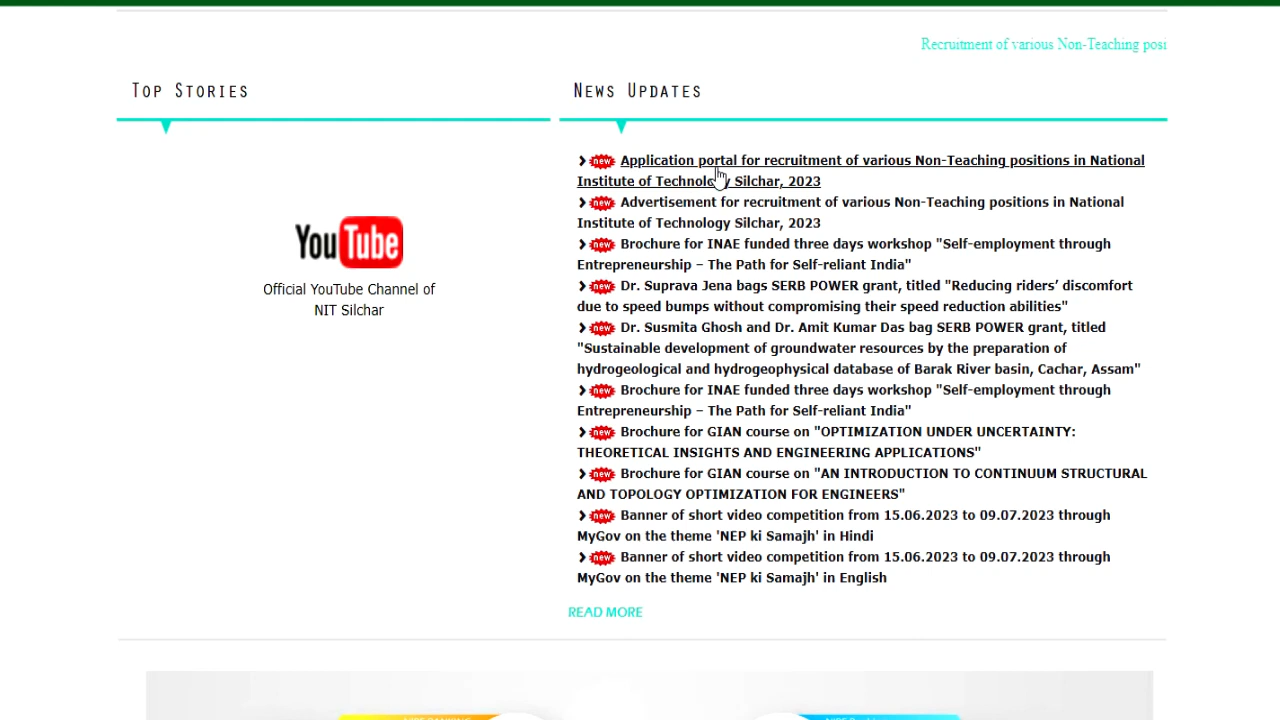 Recruitment of various Non-Teaching posi
Top Stories
News Updates
You Tube
Official YouTube Channel of
NIT Silchar
new Application portal for recruitment of various Non-Teaching positions in National
Institute of Technology Silchar, 2023
new Advertisement for recruitment of various Non-Teaching positions in National
Institute of Technology Silchar, 2023
new Brochure for INAE funded three days workshop "Self-employment through
Entrepreneurship – The Path for Self-reliant India"
new Dr. Suprava Jena bags SERB POWER grant, titled "Reducing riders’ discomfort
due to speed bumps without compromising their speed reduction abilities"
new Dr. Susmita Ghosh and Dr. Amit Kumar Das bag SERB POWER grant, titled
"Sustainable development of groundwater resources by the preparation of
hydrogeological and hydrogeophysical database of Barak River basin, Cachar, Assam"
new Brochure for INAE funded three days workshop "Self-employment through
Entrepreneurship – The Path for Self-reliant India"
new Brochure for GIAN course on "OPTIMIZATION UNDER UNCERTAINTY:
THEORETICAL INSIGHTS AND ENGINEERING APPLICATIONS"
new Brochure for GIAN course on "AN INTRODUCTION TO CONTINUUM STRUCTURAL
AND TOPOLOGY OPTIMIZATION FOR ENGINEERS"
new Banner of short video competition from 15.06.2023 to 09.07.2023 through
MyGov on the theme 'NEP ki Samajh' in Hindi
new Banner of short video competition from 15.06.2023 to 09.07.2023 through
MyGov on the theme 'NEP ki Samajh' in English
READ MORE